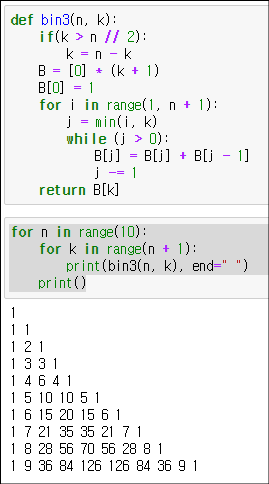 def bin3(n, k):
    if(k > n // 2):
        k = n - k
    B = [0] * (k + 1)
    B[0] = 1
    for i in range(1, n + 1):
        j = min(i, k)
        while (j > 0):
            B[j] = B[j] + B[j - 1]
            j -= 1
    return B[k]
for n in range(10):
    for k in range(n + 1):
        print(bin3(n, k), end=" ")
    print()
1
1 1
1 2 1
1 3 3 1
1 4 6 4 1
1 5 10 10 5 1
1 6 15 20 15 6 1
1 7 21 35 35 21 7 1
1 8 28 56 70 56 28 8 1
1 9 36 84 126 126 84 36 9 1